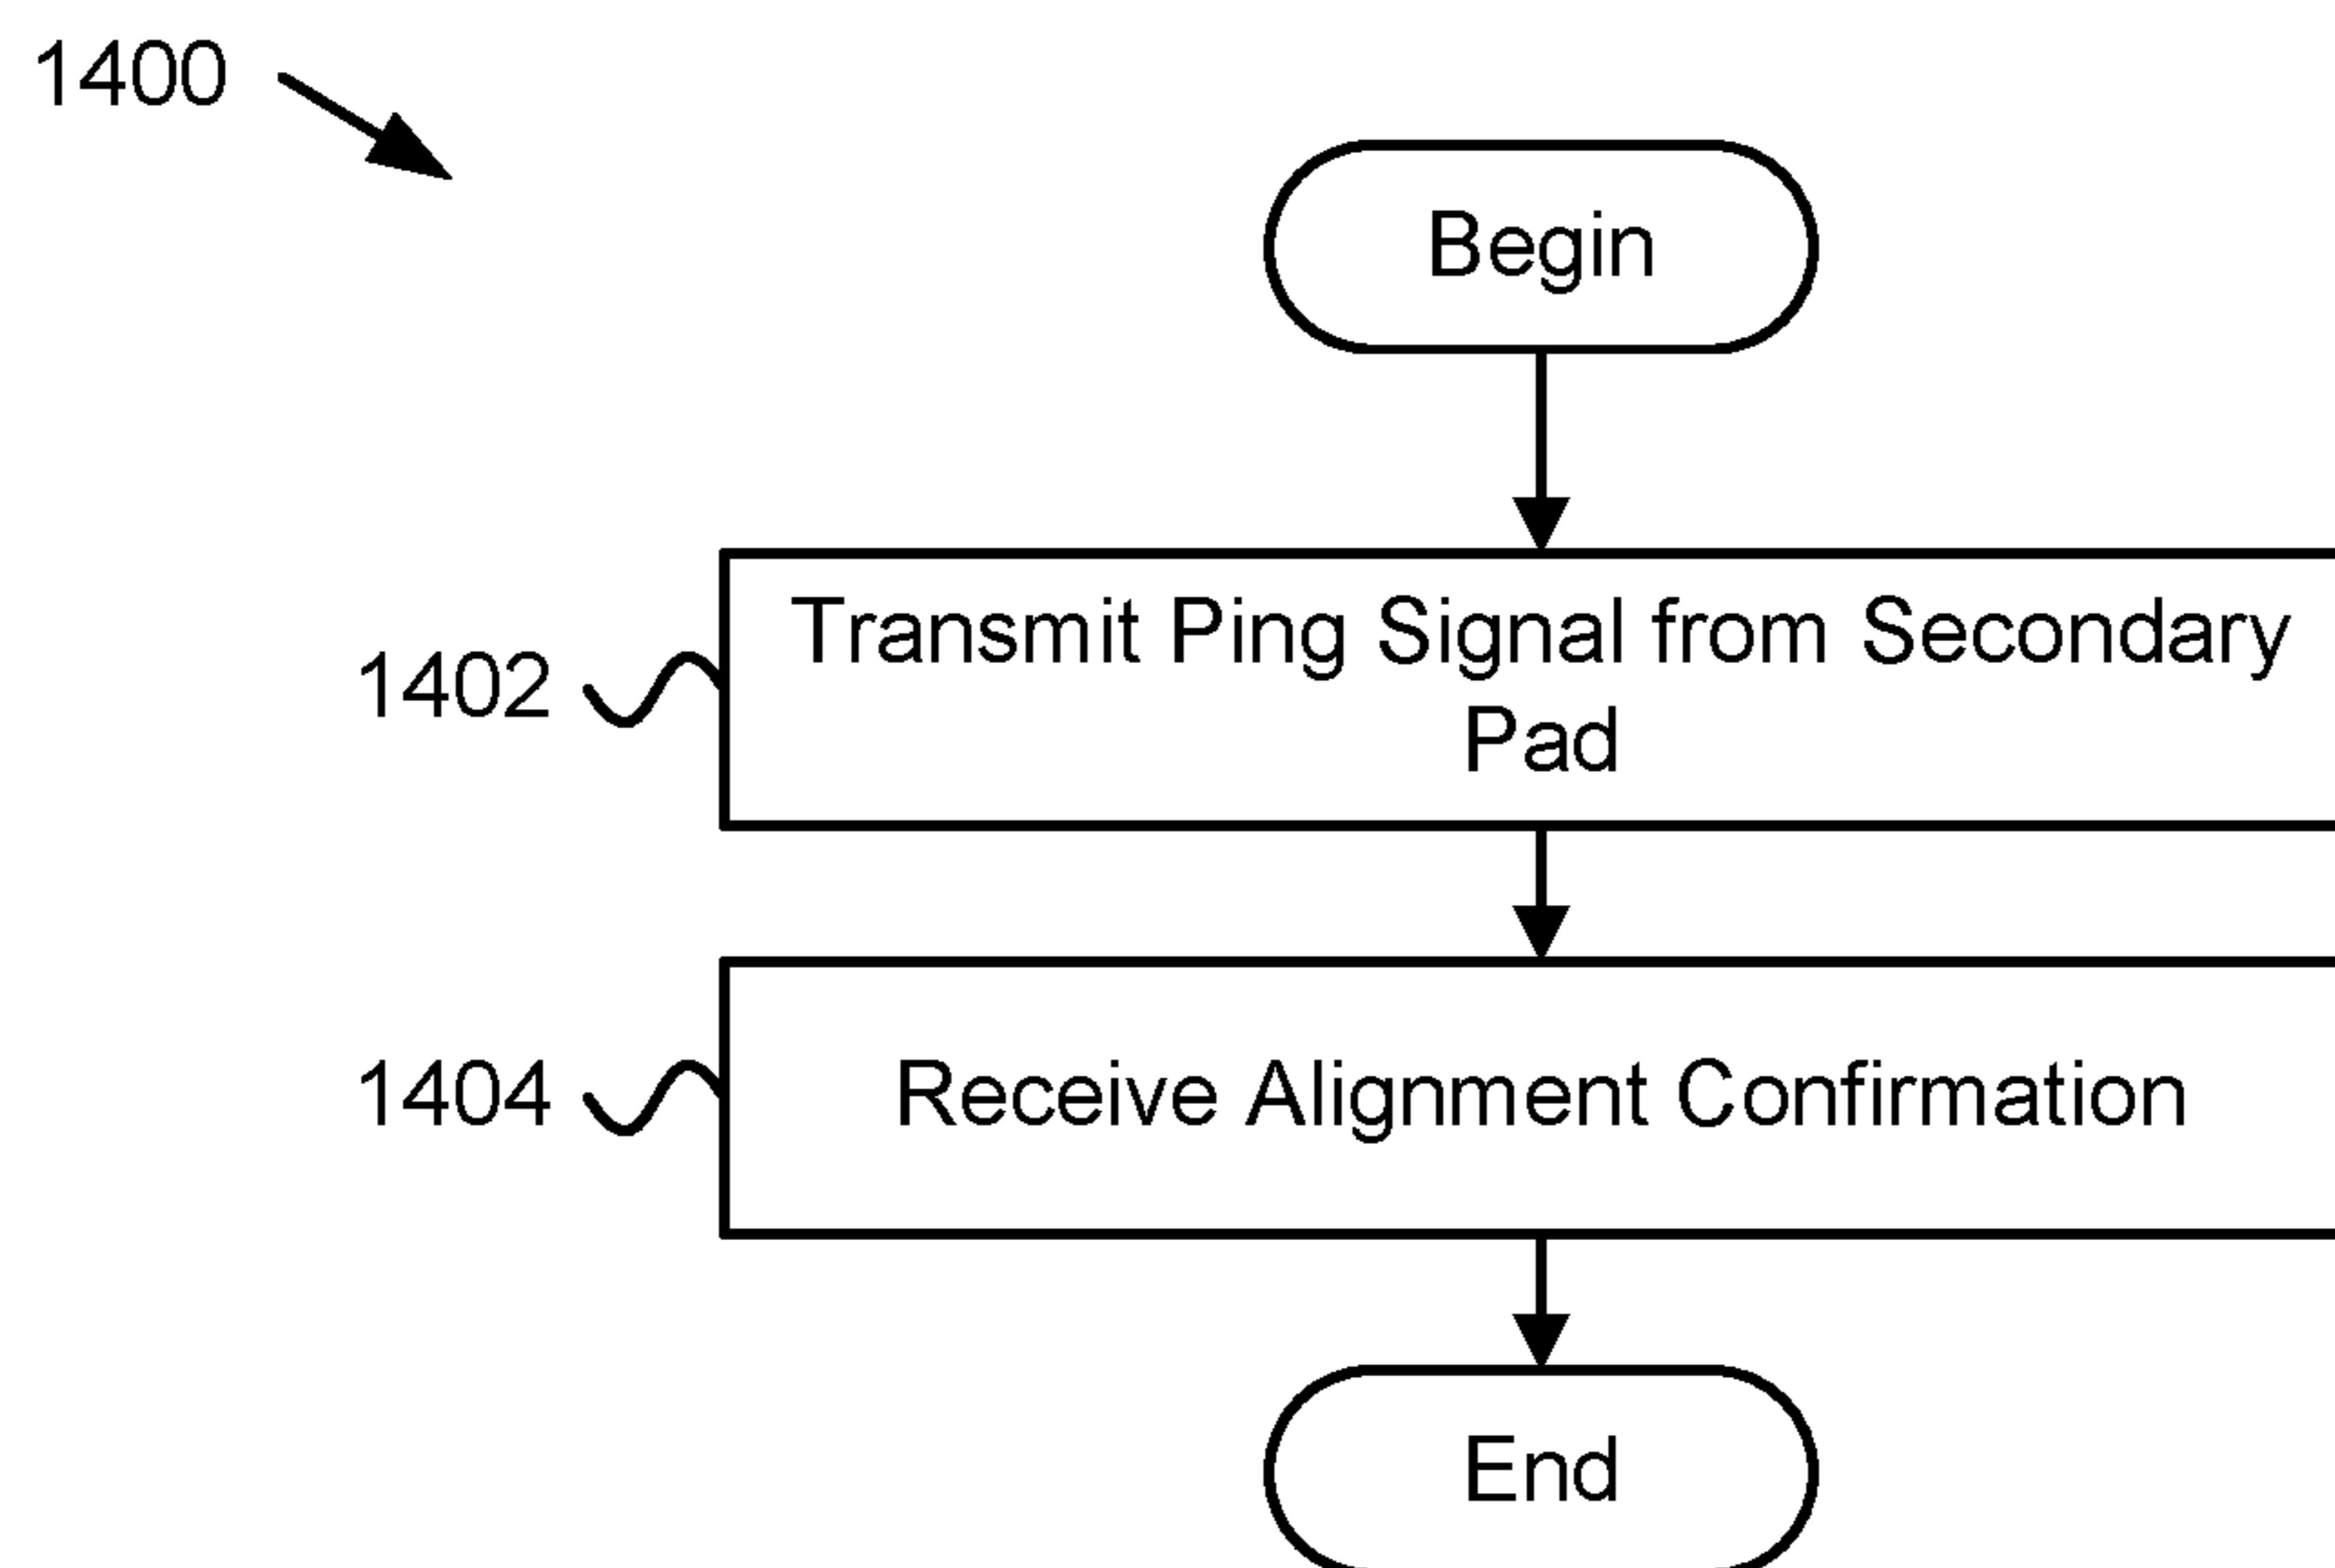 1400
Begin
1402
Transmit Ping Signal from Secondary
Pad
1404
Receive Alignment Confirmation
End